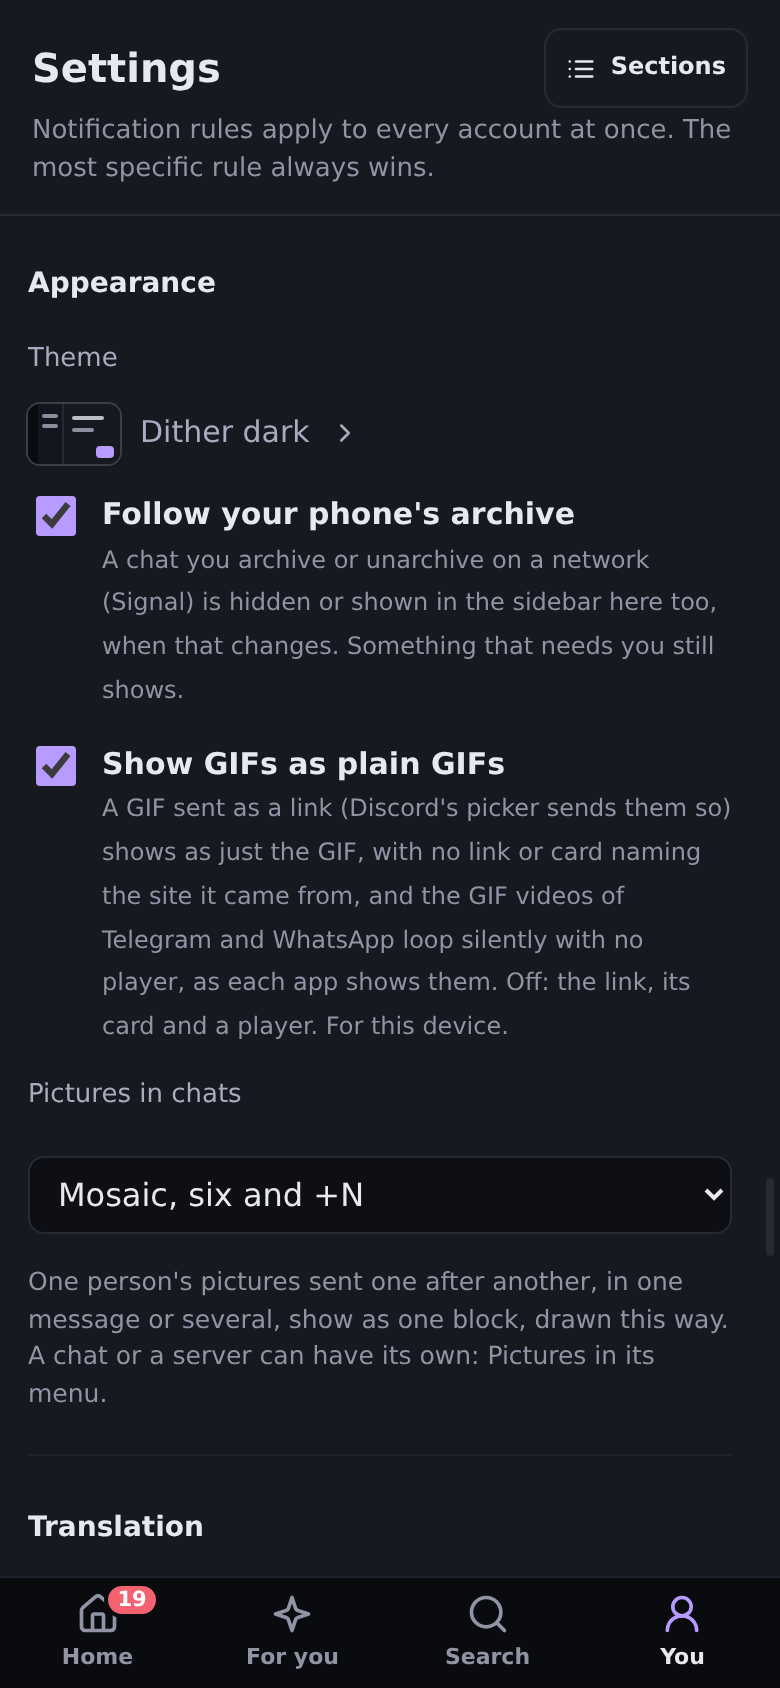 Settings
Sections
Notification rules apply to every account at once. The
most specific rule always wins.
Appearance
Theme
Dither dark
Follow your phone's archive
A chat you archive or unarchive on a network
(Signal) is hidden or shown in the sidebar here too,
when that changes. Something that needs you still
shows.
Show GIFs as plain GIFs
A GIF sent as a link (Discord's picker sends them so)
shows as just the GIF, with no link or card naming
the site it came from, and the GIF videos of
Telegram and WhatsApp loop silently with no
player, as each app shows them. Off: the link, its
card and a player. For this device.
Pictures in chats
Mosaic, six and +N
One person's pictures sent one after another, in one
message or several, show as one block, drawn this way.
A chat or a server can have its own: Pictures in its
menu.
Translation
19
Home
For you
Search
You